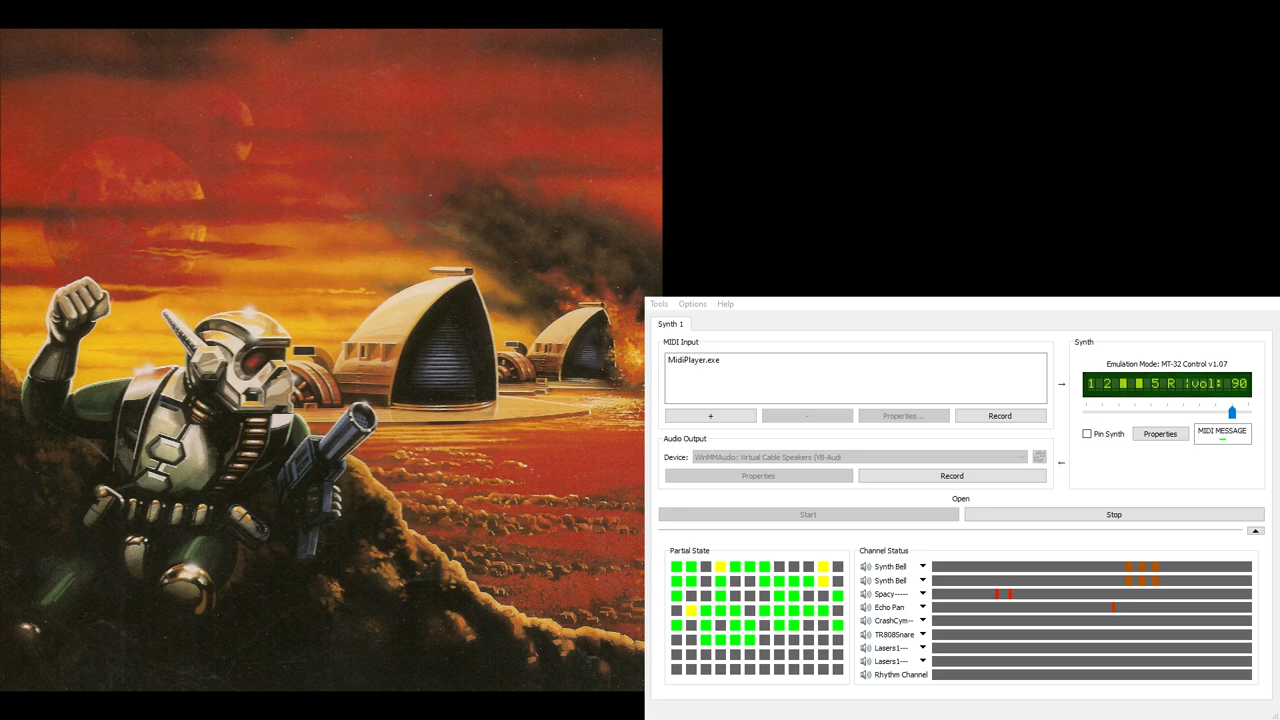 Tools Options Help
Synth 1
MIDI Input
MidiPlayer.exe
+ - Properties... Record
Audio Output
Device: WinMMAudio: Virtual Cable Speakers (VB-Audi
Properties Record
Synth
Emulation Mode: MT-32 Control v1.07
1 2 5 R |vol: 90
Pin Synth Properties MIDI MESSAGE
Open
Start Stop
Partial State
Channel Status
Synth Bell
Synth Bell
Spacy-----
Echo Pan
CrashCym--
TR808Snare
Lasers1---
Lasers1---
Rhythm Channel